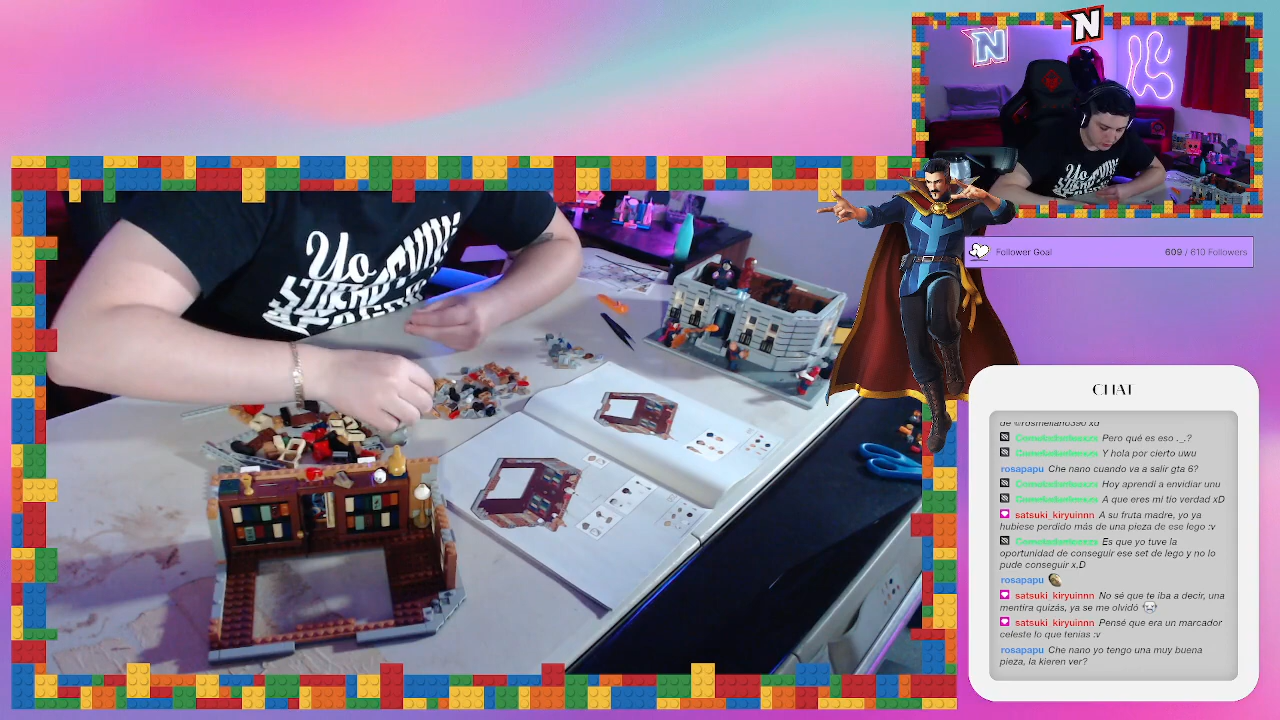 N
N
Yo
Yo
Follower Goal
609 / 610 Followers
CHAT
Pero qué es eso ._.?
Y hola por cierto uwu
rosapapu Che nano cuando va a salir gta 6?
Hoy aprendí a envidiar unu
A que eres mi tío verdad xD
satsuki_kiryuinnn A su fruta madre, yo ya
hubiese perdido más de una pieza de ese lego :v
Es que yo tuve la
oportunidad de conseguir ese set de lego y no lo
pude conseguir x,D
rosapapu
satsuki_kiryuinnn No sé que te iba a decir, una
mentira quizás, ya se me olvidó
satsuki_kiryuinnn Pensé que era un marcador
celeste lo que tenias :v
rosapapu Che nano yo tengo una muy buena
pieza, la kieren ver?